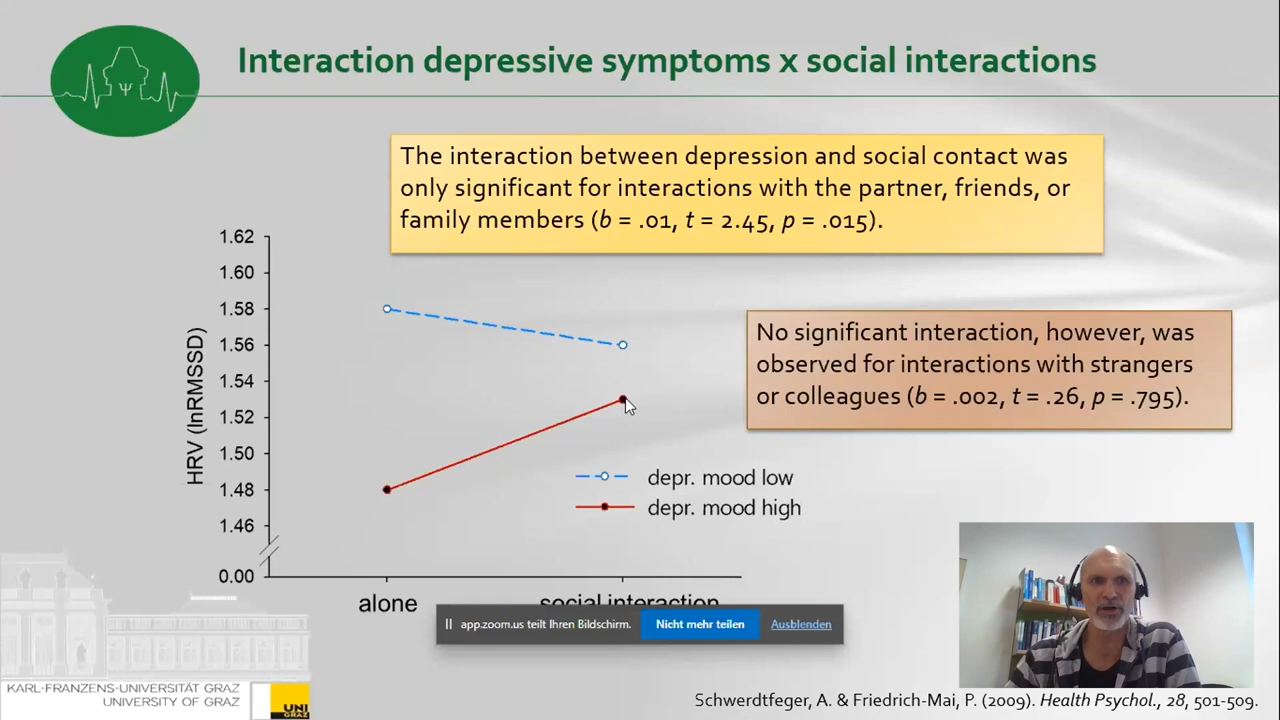 Interaction depressive symptoms x social interactions
The interaction between depression and social contact was
only significant for interactions with the partner, friends, or
family members (b = .01, t = 2.45, p = .015).
No significant interaction, however, was
observed for interactions with strangers
or colleagues (b = .002, t = .26, p = .795).
HRV (lnRMSSD)
1.62
1.60
1.58
1.56
1.54
1.52
1.50
1.48
1.46
0.00
depr. mood low
depr. mood high
alone
social interaction
app.zoom.us teilt Ihren Bildschirm.
Nicht mehr teilen
Ausblenden
KARL-FRANZENS-UNIVERSITÄT GRAZ
UNIVERSITY OF GRAZ
UNI
GRAZ
Schwerdtfeger, A. & Friedrich-Mai, P. (2009). Health Psychol., 28, 501-509.
ψ